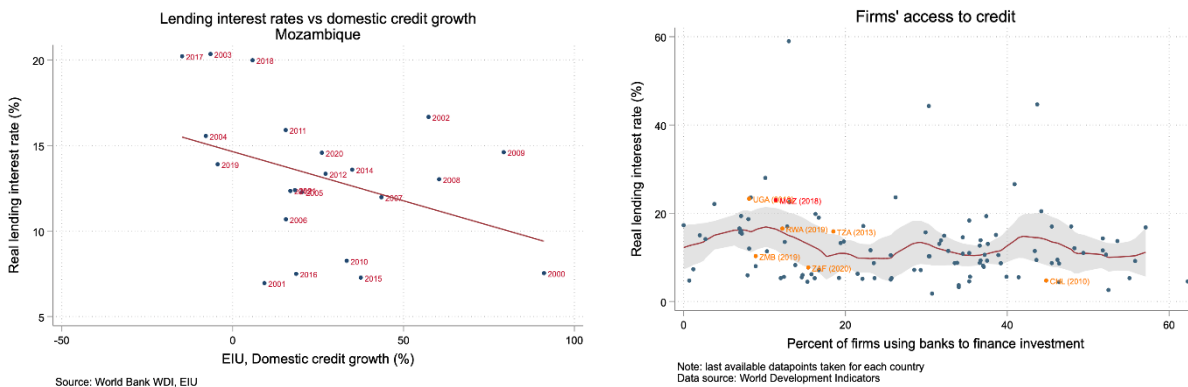 Lending interest rates vs domestic credit growth
Mozambique
Real lending interest rate (%)
20
15
10
5
2017
2003
2018
2002
2004
2011
2019
2020
2009
2012
2014
2008
2005
2007
2006
2010
2016
2015
2001
2000
-50
0
50
100
EIU, Domestic credit growth (%)
Source: World Bank WDI, EIU
Firms' access to credit
Real lending interest rate (%)
60
40
20
0
MOZ (2018)
RWA (2019)
TZA (2013)
ZMB (2019)
ZAF (2020)
CHL (2010)
0
20
40
60
Percent of firms using banks to finance investment
Note: last available datapoints taken for each country
Data source: World Development Indicators